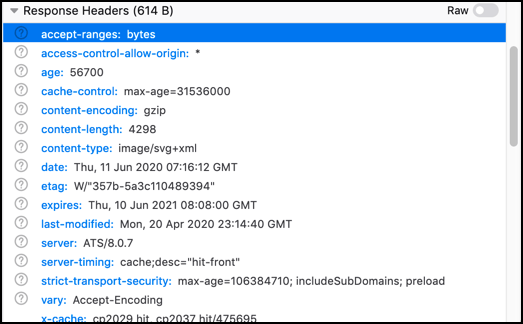 Response Headers (614 B)
Raw
accept-ranges: bytes
access-control-allow-origin: *
age: 56700
cache-control: max-age=31536000
content-encoding: gzip
content-length: 4298
content-type: image/svg+xml
date: Thu, 11 Jun 2020 07:16:12 GMT
etag: W/"357b-5a3c110489394"
expires: Thu, 10 Jun 2021 08:08:00 GMT
last-modified: Mon, 20 Apr 2020 23:14:40 GMT
server: ATS/8.0.7
server-timing: cache;desc="hit-front"
strict-transport-security: max-age=106384710; includeSubDomains; preload
vary: Accept-Encoding
x-cache: cp2029 hit, cp2037 hit/475695